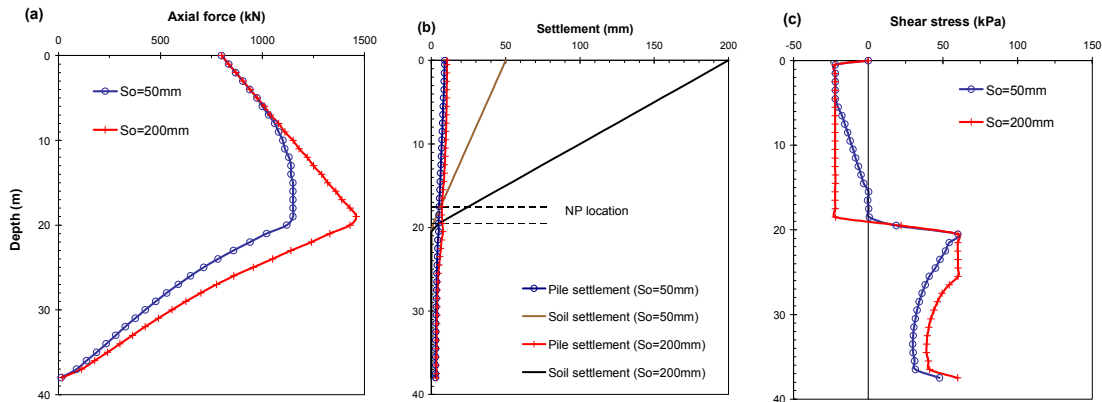 (a)
Axial force (kN)
0 500 1000 1500
0
10
20
30
40
Depth (m)
So=50mm
So=200mm
(b)
Settlement (mm)
0 50 100 150 200
0
10
20
30
40
NP location
Pile settlement (So=50mm)
Soil settlement (So=50mm)
Pile settlement (So=200mm)
Soil settlement (So=200mm)
(c)
Shear stress (kPa)
-50 0 50 100 150
0
10
20
30
40
So=50mm
So=200mm